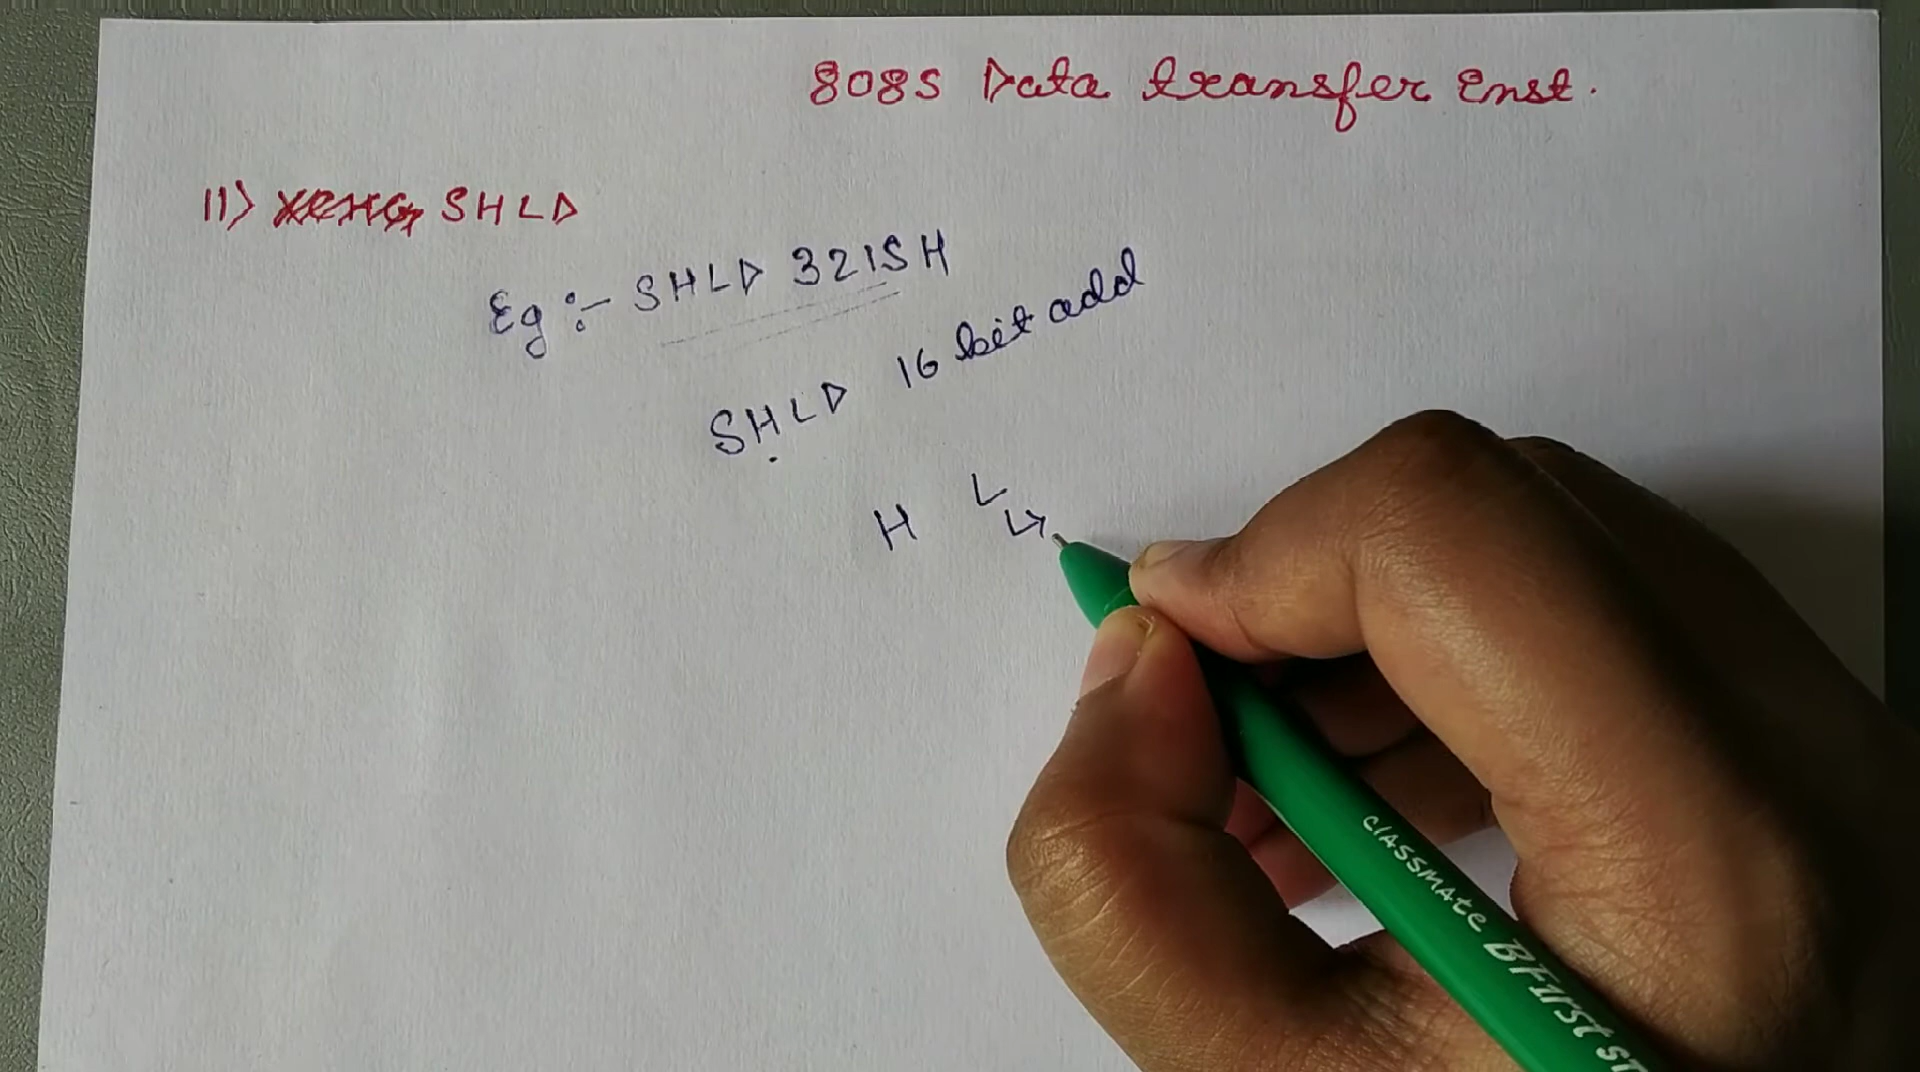 8085 Data transfer Inst.
11) XCHG SHLD
Eg :- SHLD 3215H
SHLD 16 bit add
H L
classmate BFirst